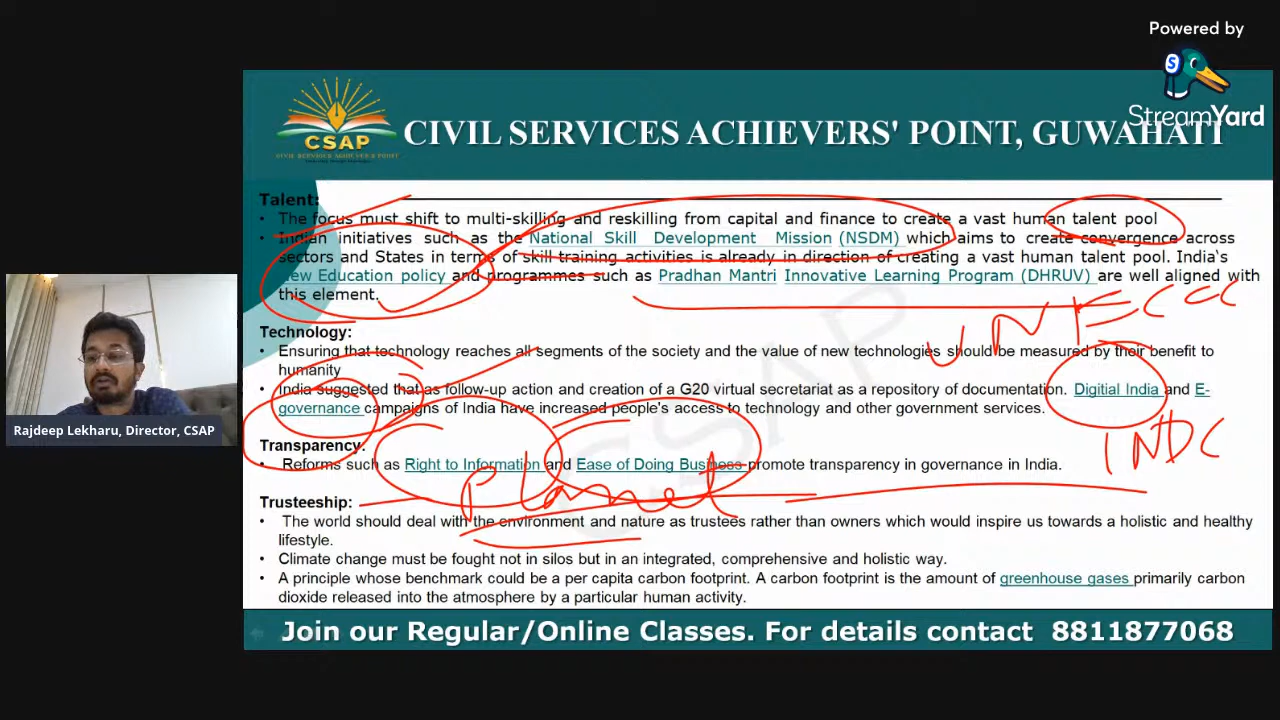 Powered by
StreamYard
CSAP
CIVIL SERVICES ACHIEVERS' POINT, GUWAHATI
Talent:
• The focus must shift to multi-skilling and reskilling from capital and finance to create a vast human talent pool
• Indian initiatives such as the National Skill Development Mission (NSDM) which aims to create convergence across
sectors and States in terms of skill training activities is already in direction of creating a vast human talent pool. India's
New Education policy and programmes such as Pradhan Mantri Innovative Learning Program (DHRUV) are well aligned with
this element.
UNFCCC
Technology:
• Ensuring that technology reaches all segments of the society and the value of new technologies should be measured by their benefit to
humanity
• India suggested that as follow-up action and creation of a G20 virtual secretariat as a repository of documentation. Digitial India and E-
governance campaigns of India have increased people's access to technology and other government services.
INDC
Transparency:
• Reforms such as Right to Information and Ease of Doing Business promote transparency in governance in India.
Planet
Trusteeship:
• The world should deal with the environment and nature as trustees rather than owners which would inspire us towards a holistic and healthy
lifestyle.
• Climate change must be fought not in silos but in an integrated, comprehensive and holistic way.
• A principle whose benchmark could be a per capita carbon footprint. A carbon footprint is the amount of greenhouse gases primarily carbon
dioxide released into the atmosphere by a particular human activity.
CSAP
Rajdeep Lekharu, Director, CSAP
Join our Regular/Online Classes. For details contact 8811877068